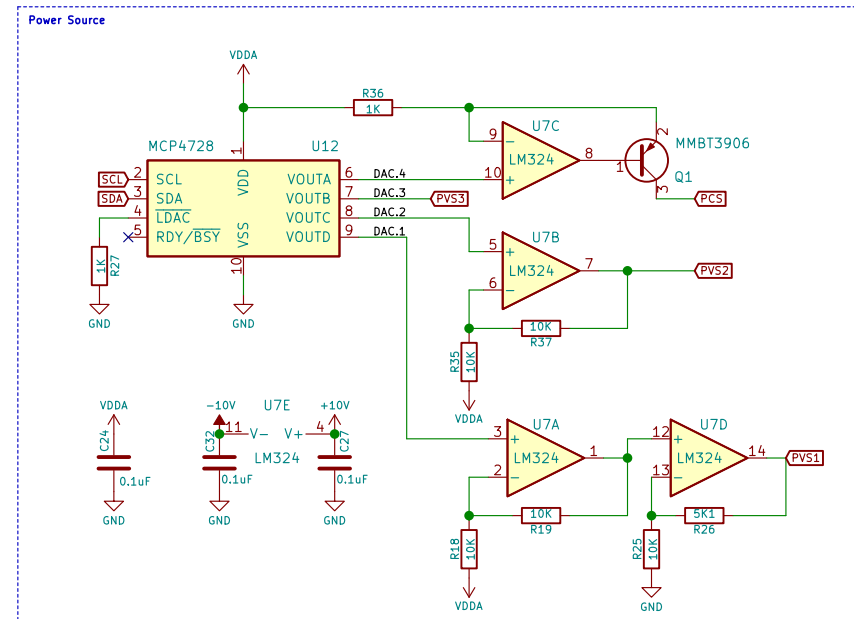 Power Source
VDDA
R36
1K
U7C
9
−
LM324
8
10
+
2
MMBT3906
1
Q1
3
PCS
MCP4728
U12
1
VDD
SCL
2
SCL
VOUTA
6
DAC.4
SDA
3
SDA
VOUTB
7
DAC.3
PVS3
4
LDAC
VOUTC
8
DAC.2
5
RDY/BSY
VSS
VOUTD
9
DAC.1
10
1K
R27
GND
GND
U7B
5
+
LM324
7
PVS2
6
−
10K
R37
R35
10K
VDDA
VDDA
C24
0.1uF
GND
−10V
U7E
+10V
11
V−
V+
4
C32
LM324
C27
0.1uF
0.1uF
GND
GND
U7A
3
+
LM324
1
2
−
10K
R19
R18
10K
VDDA
U7D
12
+
LM324
14
PVS1
13
−
5K1
R26
R25
10K
GND